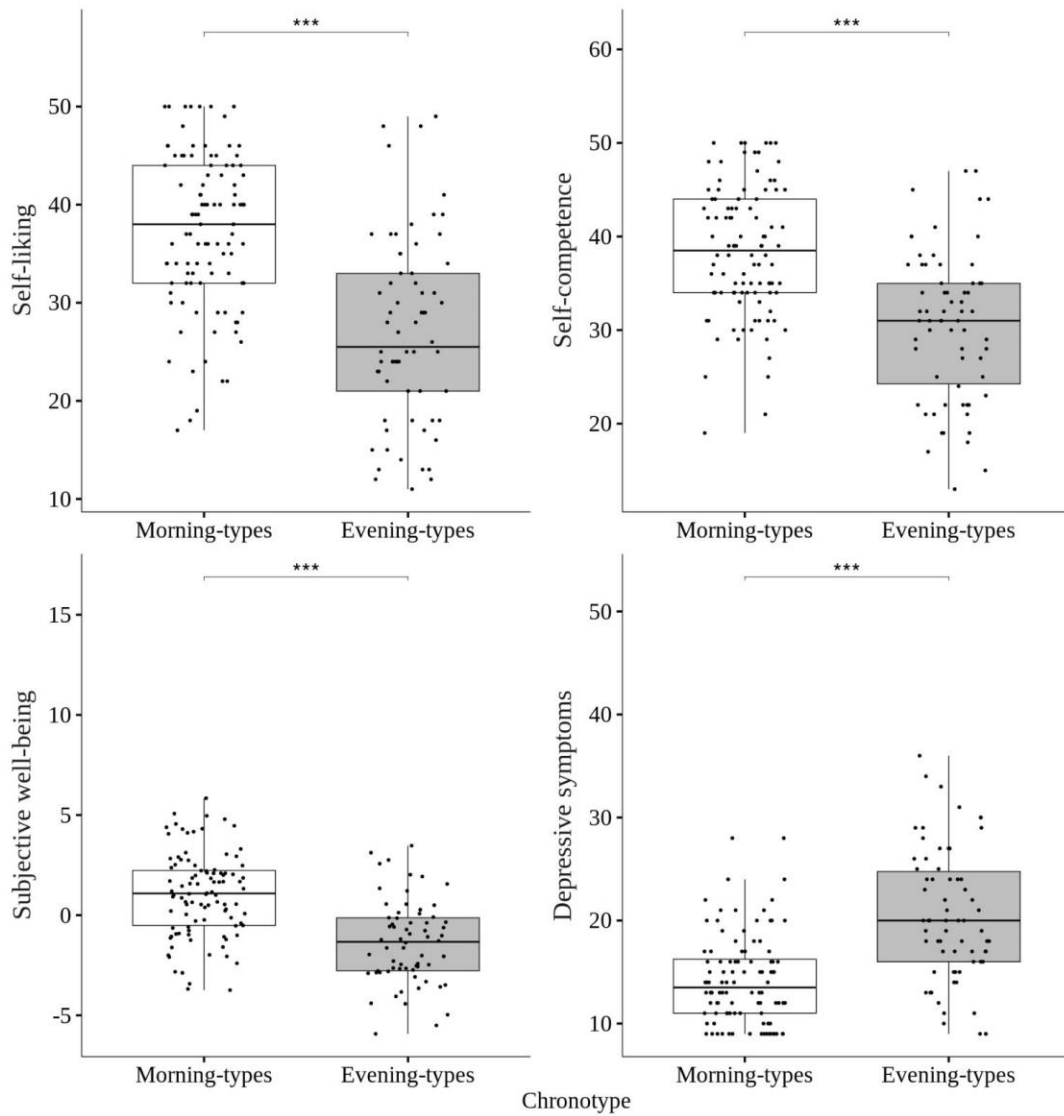 ***
Self-liking
50
40
30
20
10
Morning-types Evening-types
***
Self-competence
60
50
40
30
20
Morning-types Evening-types
***
Subjective well-being
15
10
5
0
-5
Morning-types Evening-types
***
Depressive symptoms
50
40
30
20
10
Morning-types Evening-types
Chronotype